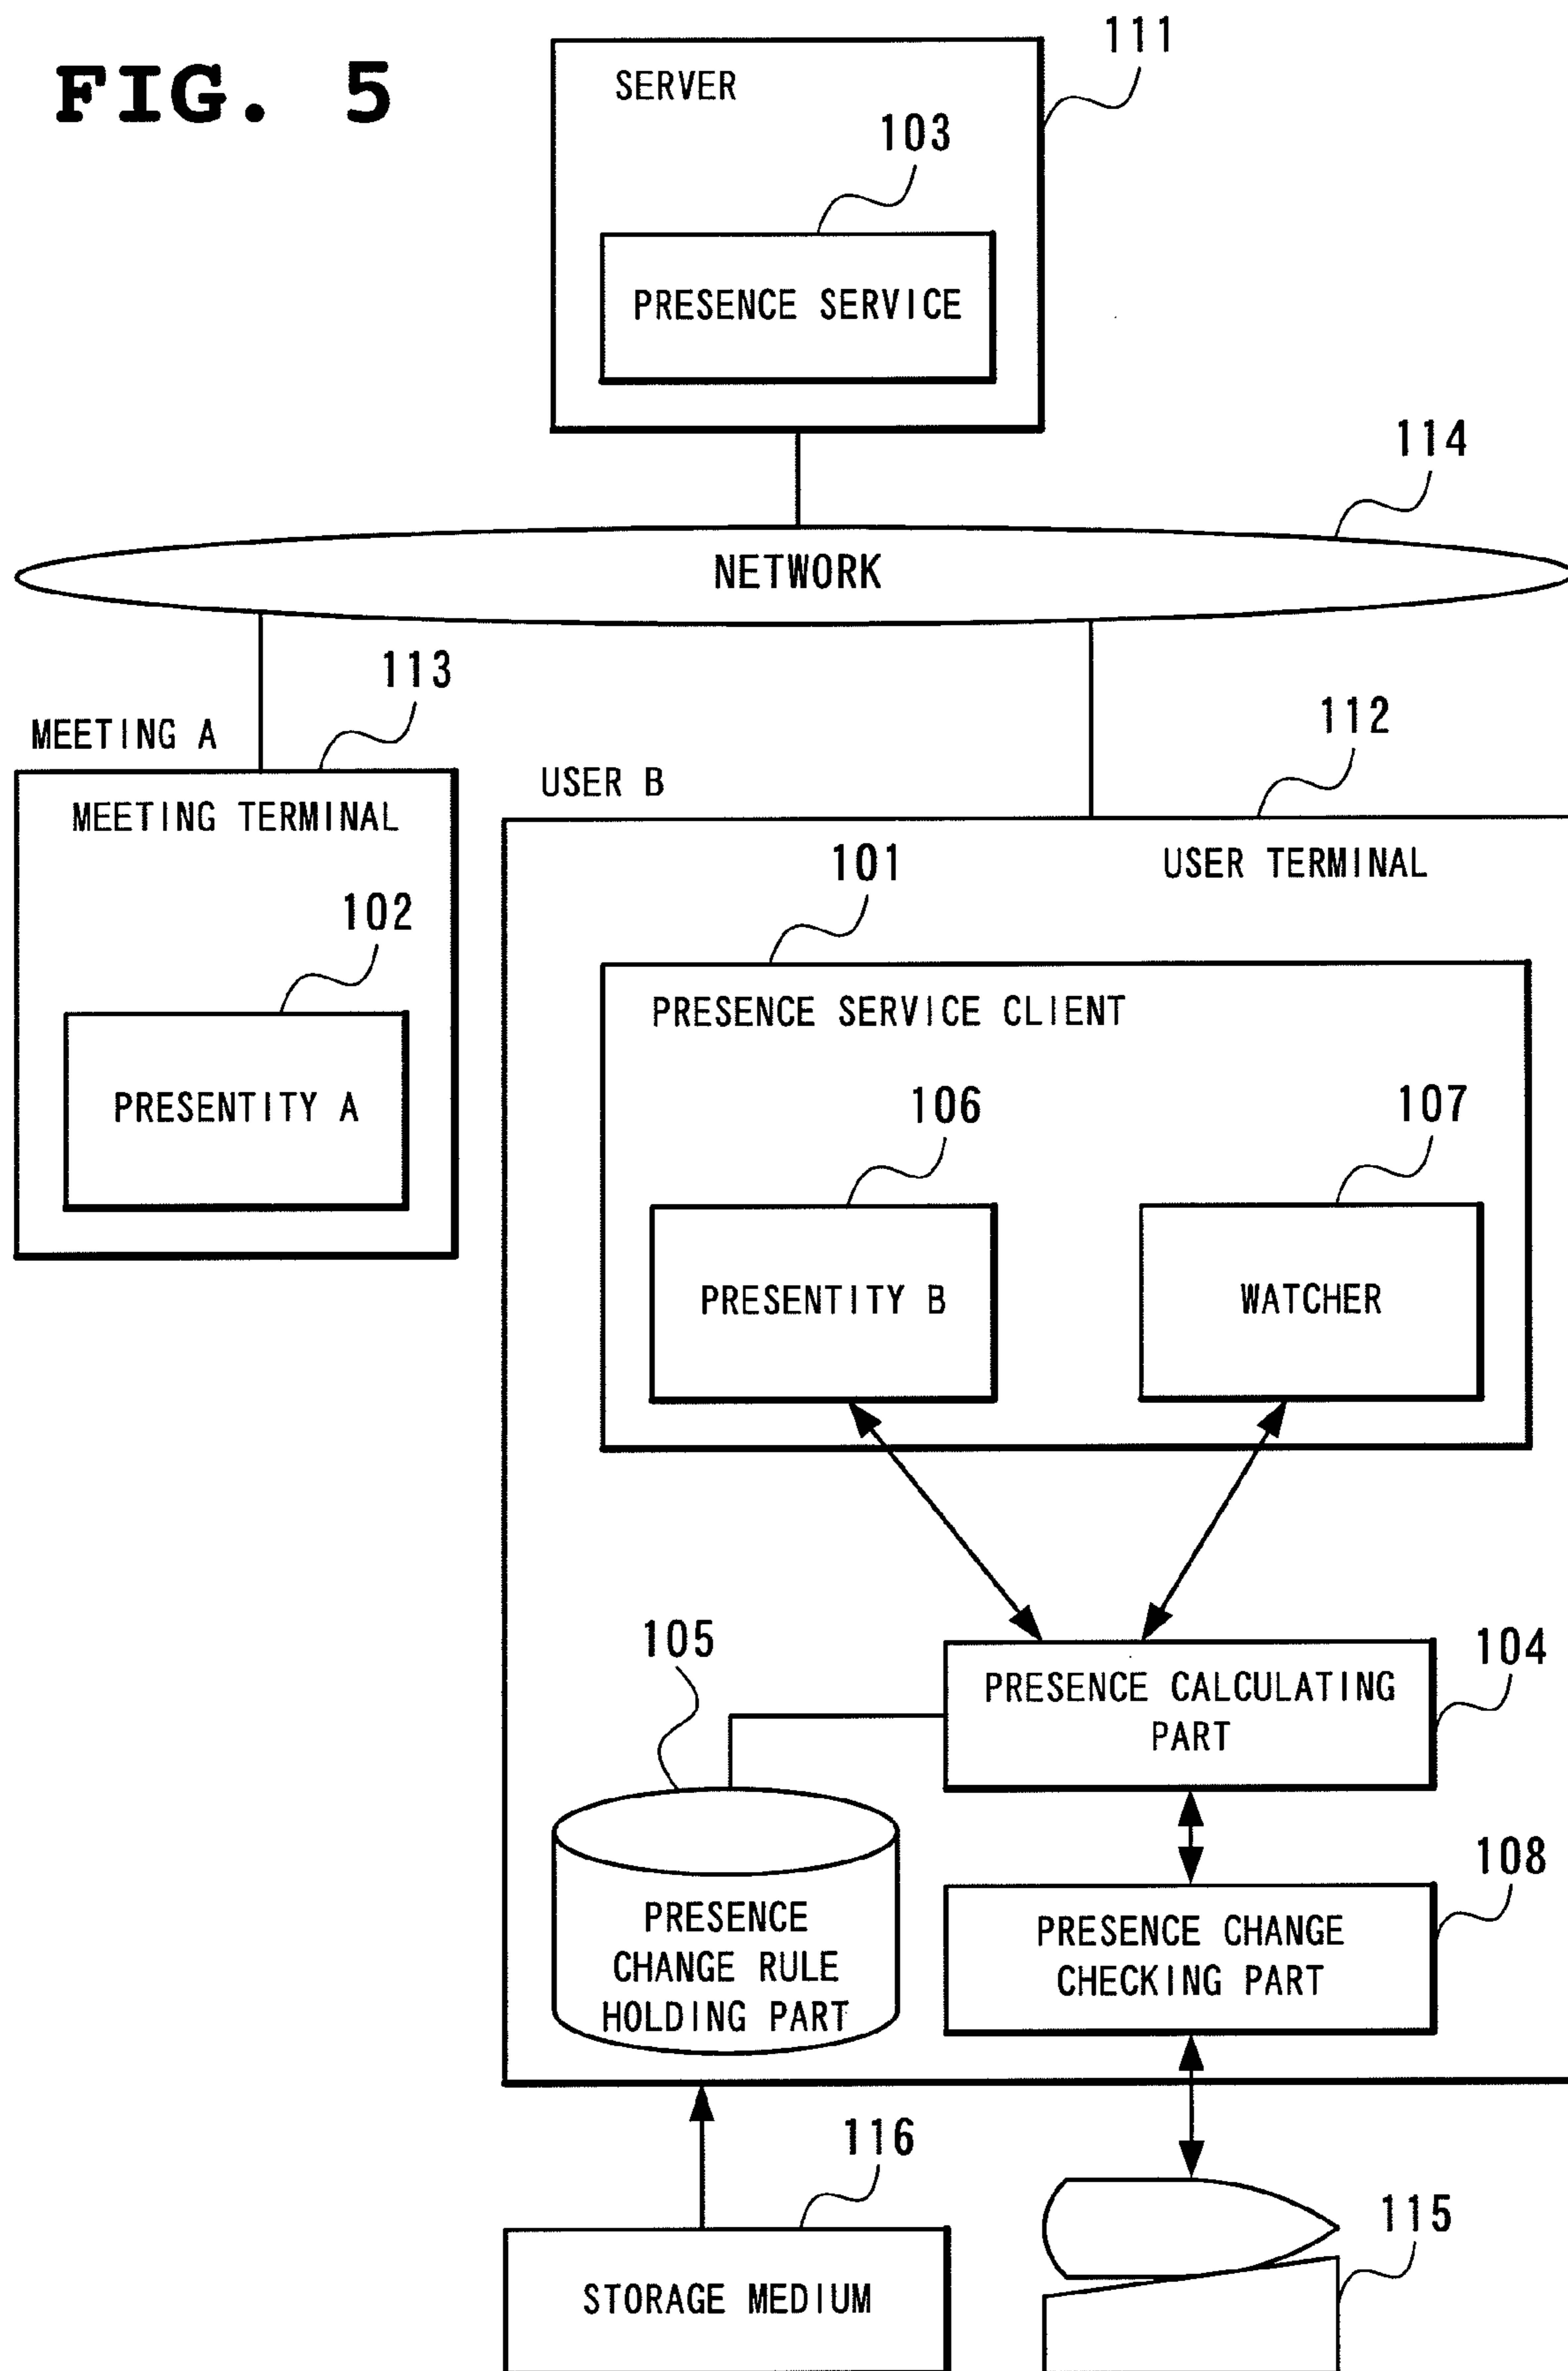 FIG. 5
111
SERVER
103
PRESENCE SERVICE
114
NETWORK
113
MEETING A
112
USER B
MEETING TERMINAL
USER TERMINAL
101
102
PRESENCE SERVICE CLIENT
PRESENTITY A
106
107
PRESENTITY B
WATCHER
105
104
PRESENCE CALCULATING
PART
108
PRESENCE
CHANGE RULE
HOLDING PART
PRESENCE CHANGE
CHECKING PART
116
115
STORAGE MEDIUM